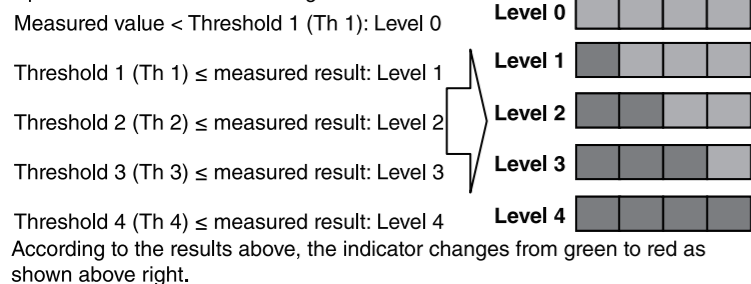 Measured value < Threshold 1 (Th 1): Level 0
Level 0
Threshold 1 (Th 1) ≤ measured result: Level 1
Level 1
Threshold 2 (Th 2) ≤ measured result: Level 2
Level 2
Threshold 3 (Th 3) ≤ measured result: Level 3
Level 3
Threshold 4 (Th 4) ≤ measured result: Level 4
Level 4
According to the results above, the indicator changes from green to red as
shown above right.